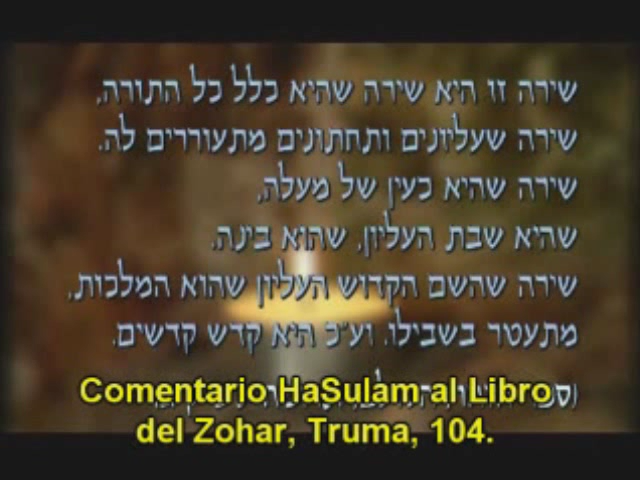 שירה זו היא שירה שהיא כלל כל התורה,
שירה שעליונים ותחתונים מתעוררים לה.
שירה שהיא כעין של מעלה,
שהיא שבת העליון, שהוא בינה.
שירה שהשם הקדוש העליון שהוא המלכות,
מתעטר בשבילו. וע"כ היא קדש קדשים.
Comentario HaSulam al Libro
del Zohar, Truma, 104.